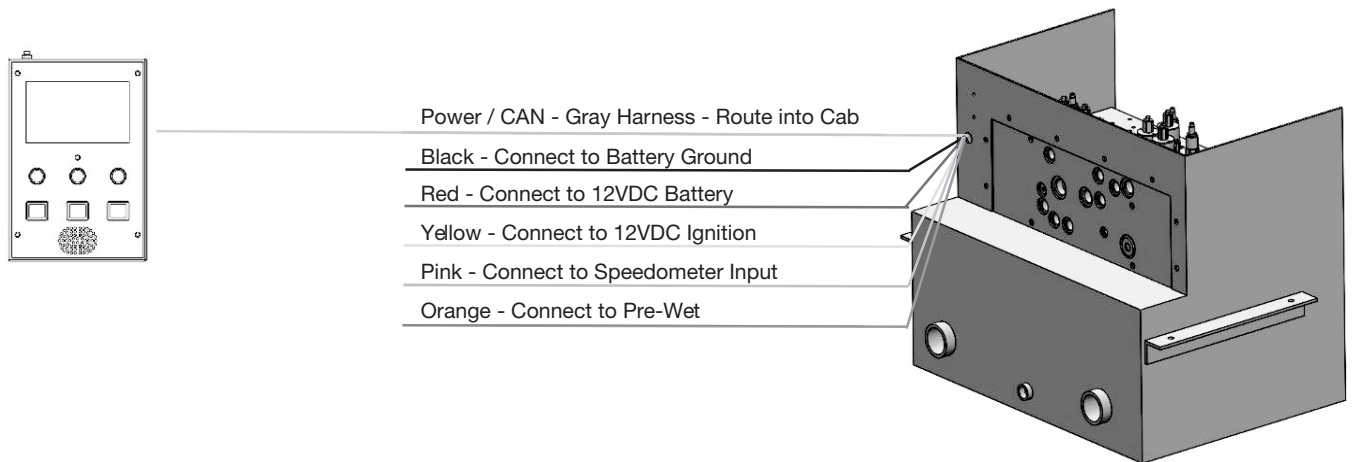 Power / CAN - Gray Harness - Route into Cab
Black - Connect to Battery Ground
Red - Connect to 12VDC Battery
Yellow - Connect to 12VDC Ignition
Pink - Connect to Speedometer Input
Orange - Connect to Pre-Wet